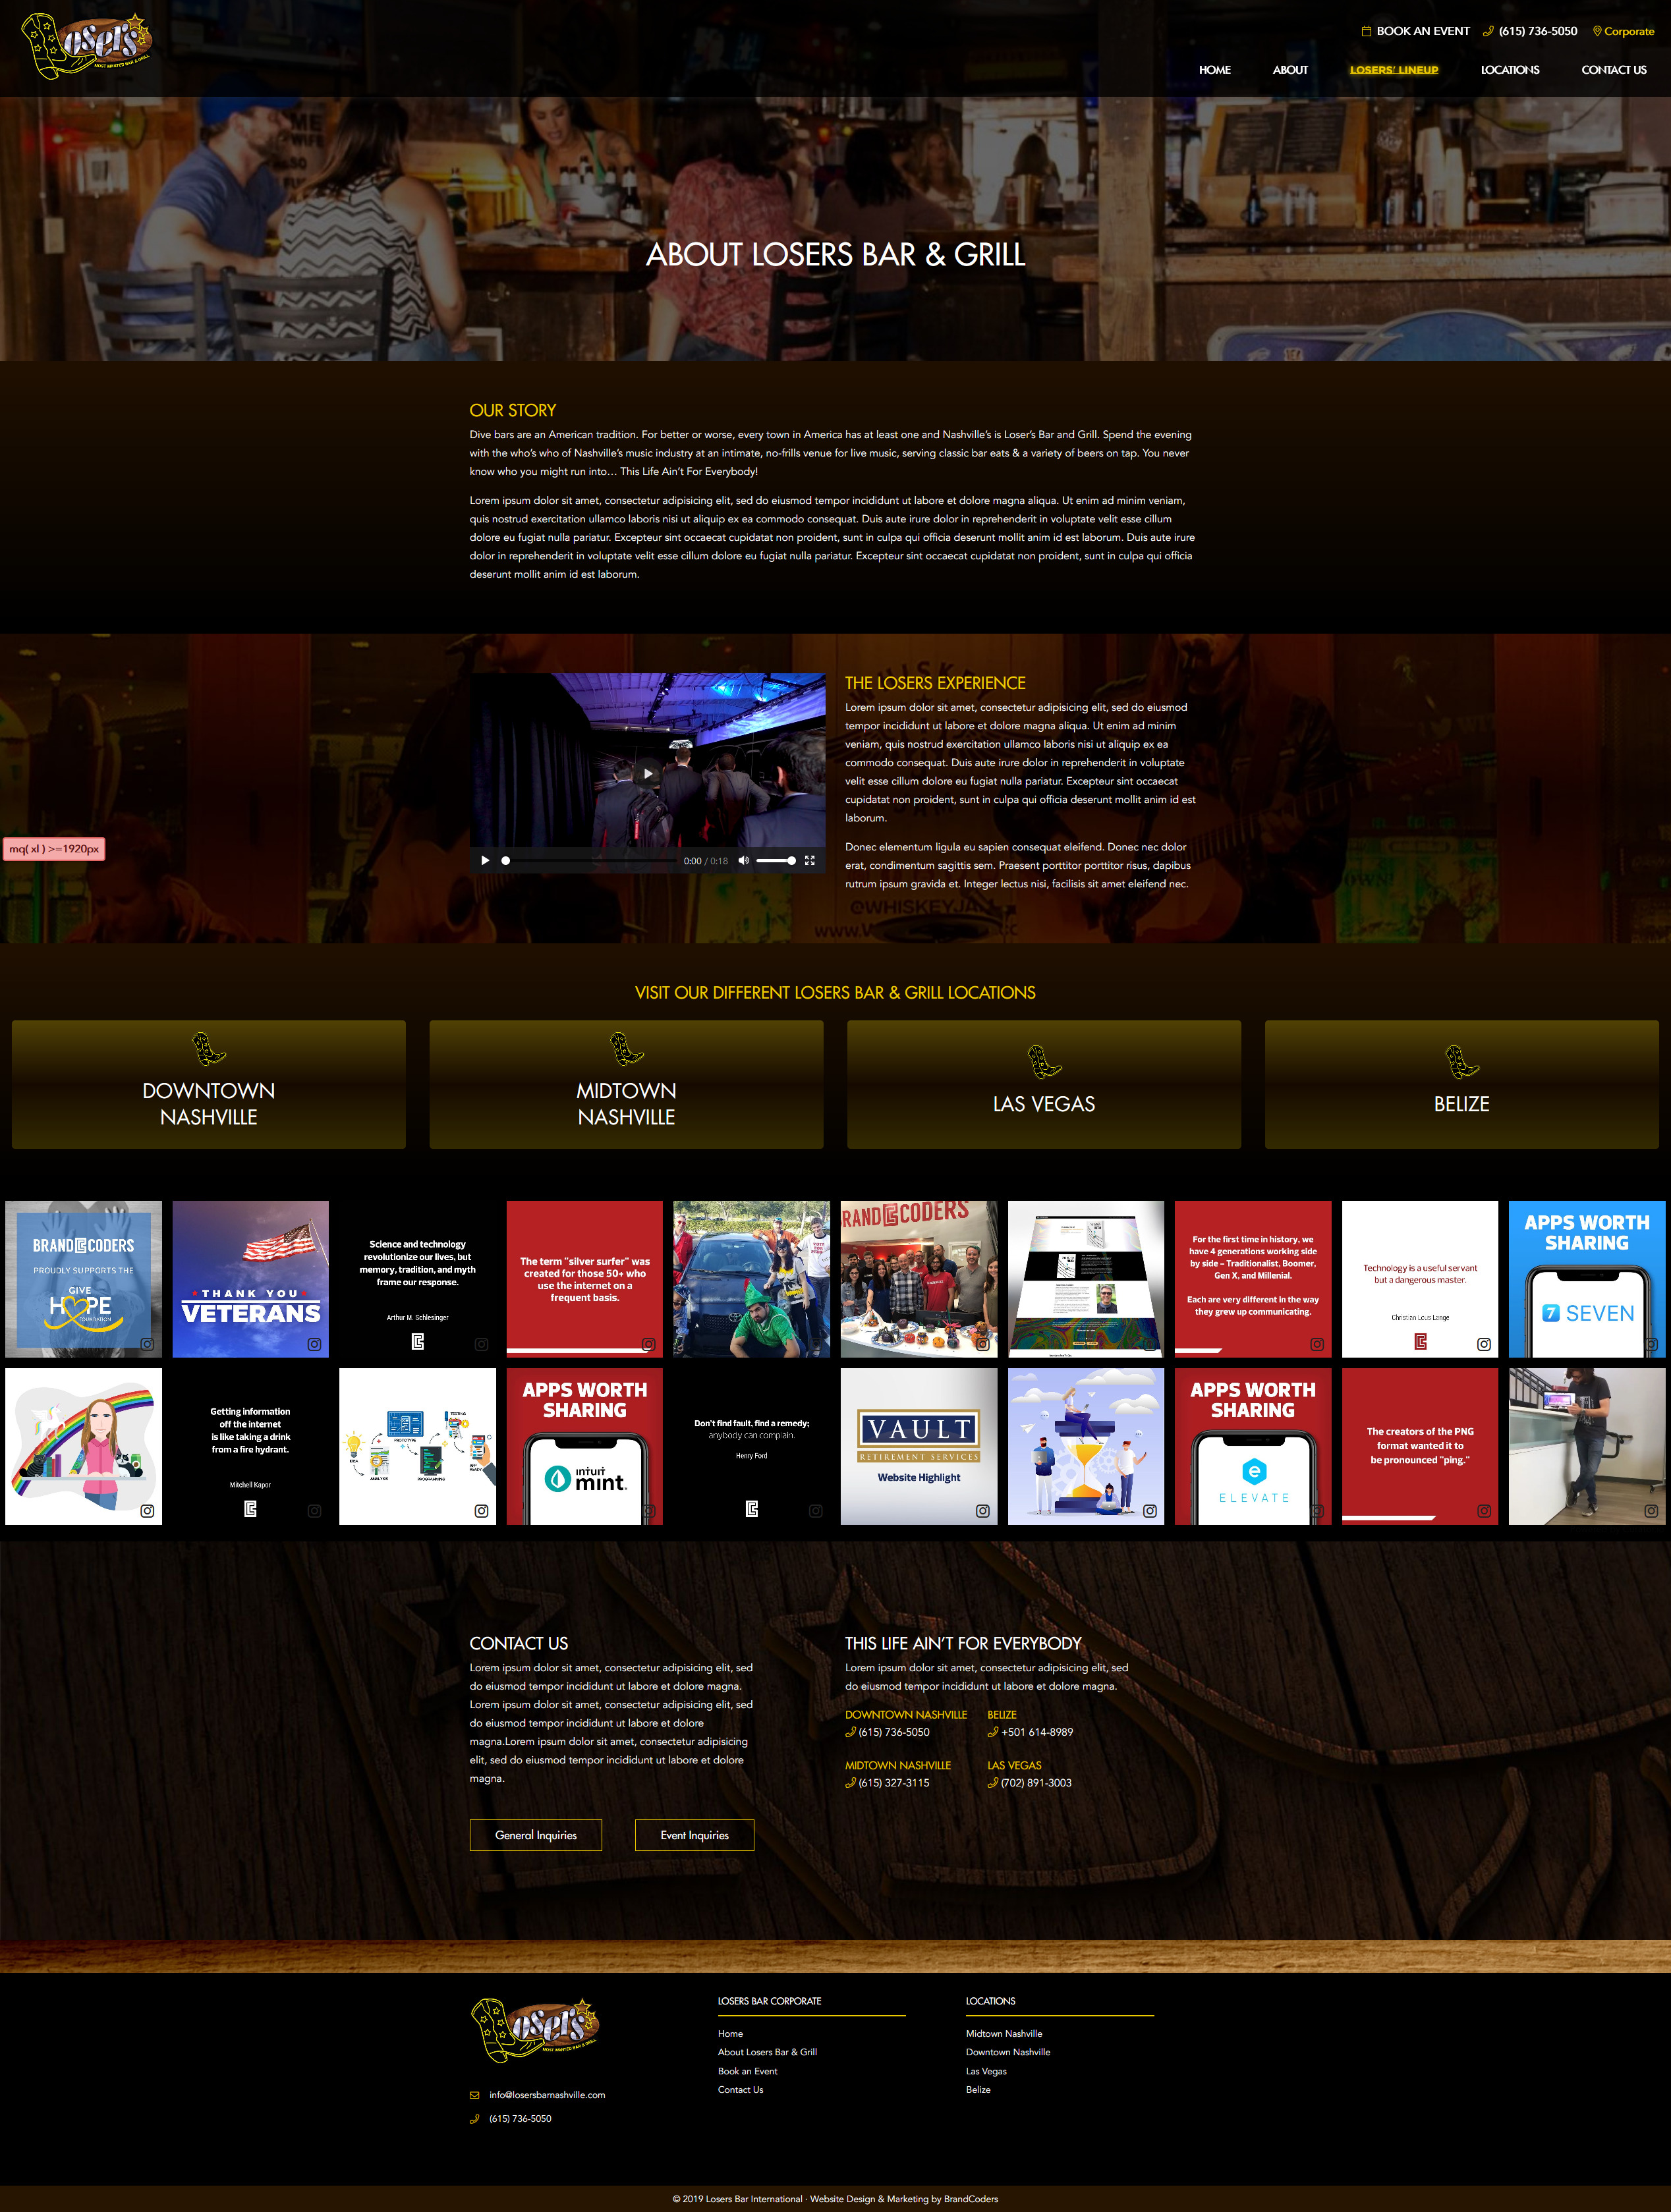 Losers
MOST WANTED BAR & GRILL
BOOK AN EVENT
(615) 736-5050
Corporate
HOME
ABOUT
LOSERS' LINEUP
LOCATIONS
CONTACT US
ABOUT LOSERS BAR & GRILL
OUR STORY
Dive bars are an American tradition. For better or worse, every town in America has at least one and Nashville's is Loser's Bar and Grill. Spend the evening
with the who's who of Nashville's music industry at an intimate, no-frills venue for live music, serving classic bar eats & a variety of beers on tap. You never
know who you might run into… This Life Ain't For Everybody!
Lorem ipsum dolor sit amet, consectetur adipisicing elit, sed do eiusmod tempor incididunt ut labore et dolore magna aliqua. Ut enim ad minim veniam,
quis nostrud exercitation ullamco laboris nisi ut aliquip ex ea commodo consequat. Duis aute irure dolor in reprehenderit in voluptate velit esse cillum
dolore eu fugiat nulla pariatur. Excepteur sint occaecat cupidatat non proident, sunt in culpa qui officia deserunt mollit anim id est laborum. Duis aute irure
dolor in reprehenderit in voluptate velit esse cillum dolore eu fugiat nulla pariatur. Excepteur sint occaecat cupidatat non proident, sunt in culpa qui officia
deserunt mollit anim id est laborum.
mq( xl ) >=1920px
0:00 / 0:18
THE LOSERS EXPERIENCE
Lorem ipsum dolor sit amet, consectetur adipisicing elit, sed do eiusmod
tempor incididunt ut labore et dolore magna aliqua. Ut enim ad minim
veniam, quis nostrud exercitation ullamco laboris nisi ut aliquip ex ea
commodo consequat. Duis aute irure dolor in reprehenderit in voluptate
velit esse cillum dolore eu fugiat nulla pariatur. Excepteur sint occaecat
cupidatat non proident, sunt in culpa qui officia deserunt mollit anim id est
laborum.
Donec elementum ligula eu sapien consequat eleifend. Donec nec dolor
erat, condimentum sagittis sem. Praesent porttitor porttitor risus, dapibus
rutrum ipsum gravida et. Integer lectus nisi, facilisis sit amet eleifend nec.
@WHISKEYJA
VISIT OUR DIFFERENT LOSERS BAR & GRILL LOCATIONS
DOWNTOWN
NASHVILLE
MIDTOWN
NASHVILLE
LAS VEGAS
BELIZE
BRANDCODERS
PROUDLY SUPPORTS THE
GIVE
HOPE
FOUNDATION
THANK YOU
VETERANS
Science and technology
revolutionize our lives, but
memory, tradition, and myth
frame our response.
Arthur M. Schlesinger
The term "silver surfer" was
created for those 50+ who
use the internet on a
frequent basis.
BRANDCODERS
For the first time in history, we
have 4 generations working side
by side – Traditionalist, Boomer,
Gen X, and Millenial.
Each are very different in the way
they grew up communicating.
Technology is a useful servant
but a dangerous master.
Christian Lous Lange
APPS WORTH
SHARING
7 SEVEN
Getting information
off the internet
is like taking a drink
from a fire hydrant.
Mitchell Kapor
IDEA
ANALYSIS
PROTOTYPE
PROGRAMMING
TESTING
APPS WORTH
SHARING
intuit
mint.
Don't find fault, find a remedy;
anybody can complain.
Henry Ford
VAULT
RETIREMENT SERVICES
Website Highlight
APPS WORTH
SHARING
e
ELEVATE
The creators of the PNG
format wanted it to
be pronounced "ping."
CONTACT US
Lorem ipsum dolor sit amet, consectetur adipisicing elit, sed
do eiusmod tempor incididunt ut labore et dolore magna.
Lorem ipsum dolor sit amet, consectetur adipisicing elit, sed
do eiusmod tempor incididunt ut labore et dolore
magna.Lorem ipsum dolor sit amet, consectetur adipisicing
elit, sed do eiusmod tempor incididunt ut labore et dolore
magna.
General Inquiries
Event Inquiries
THIS LIFE AIN'T FOR EVERYBODY
Lorem ipsum dolor sit amet, consectetur adipisicing elit, sed
do eiusmod tempor incididunt ut labore et dolore magna.
DOWNTOWN NASHVILLE
(615) 736-5050
BELIZE
+501 614-8989
MIDTOWN NASHVILLE
(615) 327-3115
LAS VEGAS
(702) 891-3003
Losers
MOST WANTED BAR & GRILL
info@losersbarnashville.com
(615) 736-5050
LOSERS BAR CORPORATE
Home
About Losers Bar & Grill
Book an Event
Contact Us
LOCATIONS
Midtown Nashville
Downtown Nashville
Las Vegas
Belize
© 2019 Losers Bar International · Website Design & Marketing by BrandCoders